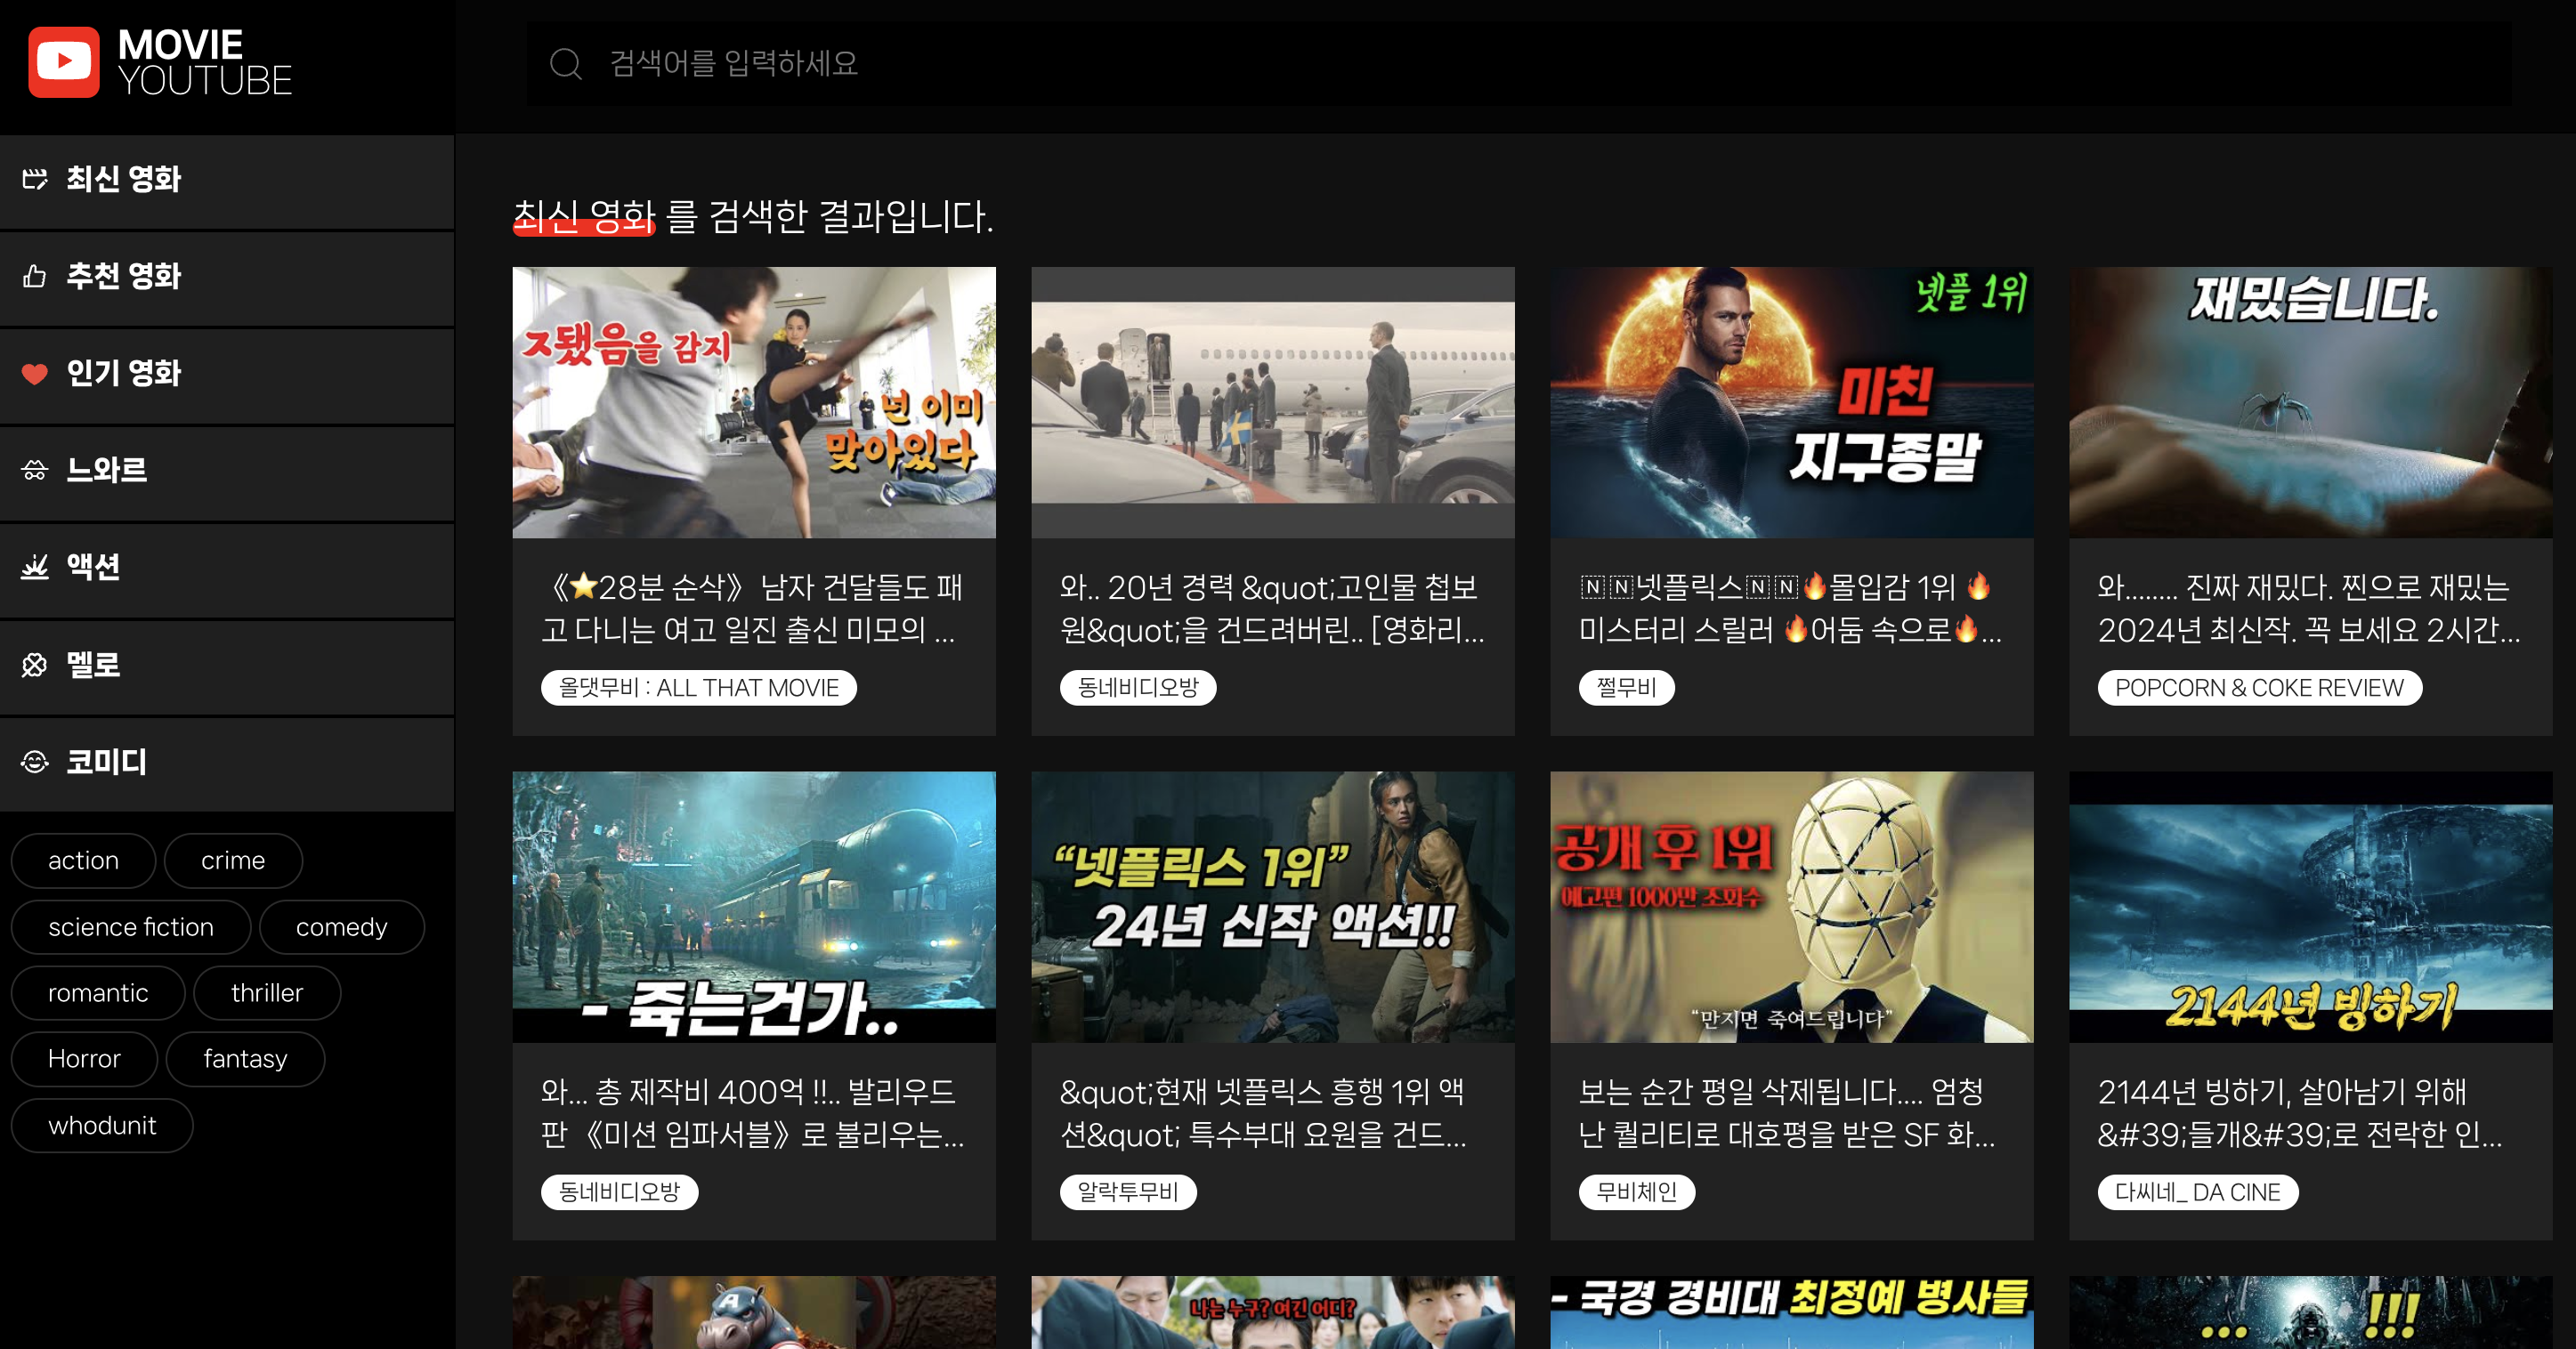 MOVIE
YOUTUBE
검색어를 입력하세요
최신 영화
추천 영화
인기 영화
느와르
액션
멜로
코미디
action
crime
science fiction
comedy
romantic
thriller
Horror
fantasy
whodunit
최신 영화 를 검색한 결과입니다.
ㅈ됐음을 감지
넌 이미
맞아있다
《⭐28분 순삭》 남자 건달들도 패
고 다니는 여고 일진 출신 미모의 ...
올댓무비 : ALL THAT MOVIE
와.. 20년 경력 &quot;고인물 첩보
원&quot;을 건드려버린.. [영화리...
동네비디오방
넷플 1위
미친
지구종말
🄽🄽넷플릭스🄽🄽🔥몰입감 1위 🔥
미스터리 스릴러 🔥어둠 속으로🔥...
쩔무비
재밌습니다.
와........ 진짜 재밌다. 찐으로 재밌는
2024년 최신작. 꼭 보세요 2시간...
POPCORN & COKE REVIEW
- 죽는건가..
와... 총 제작비 400억 !!.. 발리우드
판 《미션 임파서블》로 불리우는...
동네비디오방
“넷플릭스 1위”
24년 신작 액션!!
&quot;현재 넷플릭스 흥행 1위 액
션&quot; 특수부대 요원을 건드...
알락투무비
공개 후 1위
예고편 1000만 조회수
“만지면 죽여드립니다”
보는 순간 평일 삭제됩니다.... 엄청
난 퀄리티로 대호평을 받은 SF 화...
무비체인
2144년 빙하기
2144년 빙하기, 살아남기 위해
&#39;들개&#39;로 전락한 인...
다씨네_ DA CINE
A
나는 누구? 여긴 어디?
- 국경 경비대 최정예 병사들
... !!!